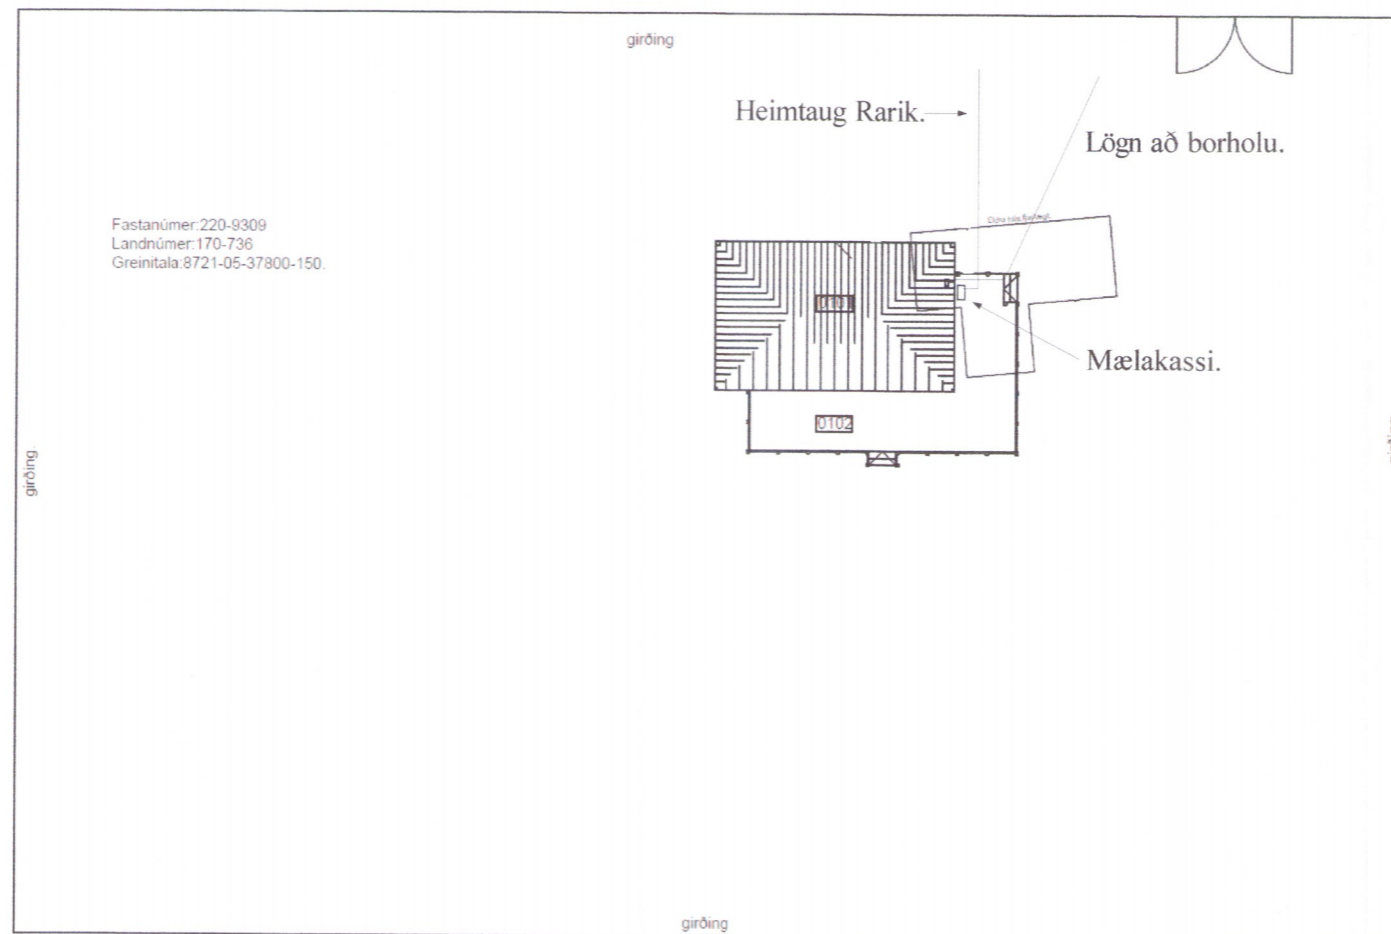 girðing
Heimtaug Rarik.
Lögn að borholu.
Fastanúmer:220-9309
Landnúmer:170-736
Greinitala:8721-05-37800-150.
0101
Mælakassi.
0102
girðing.
girðing